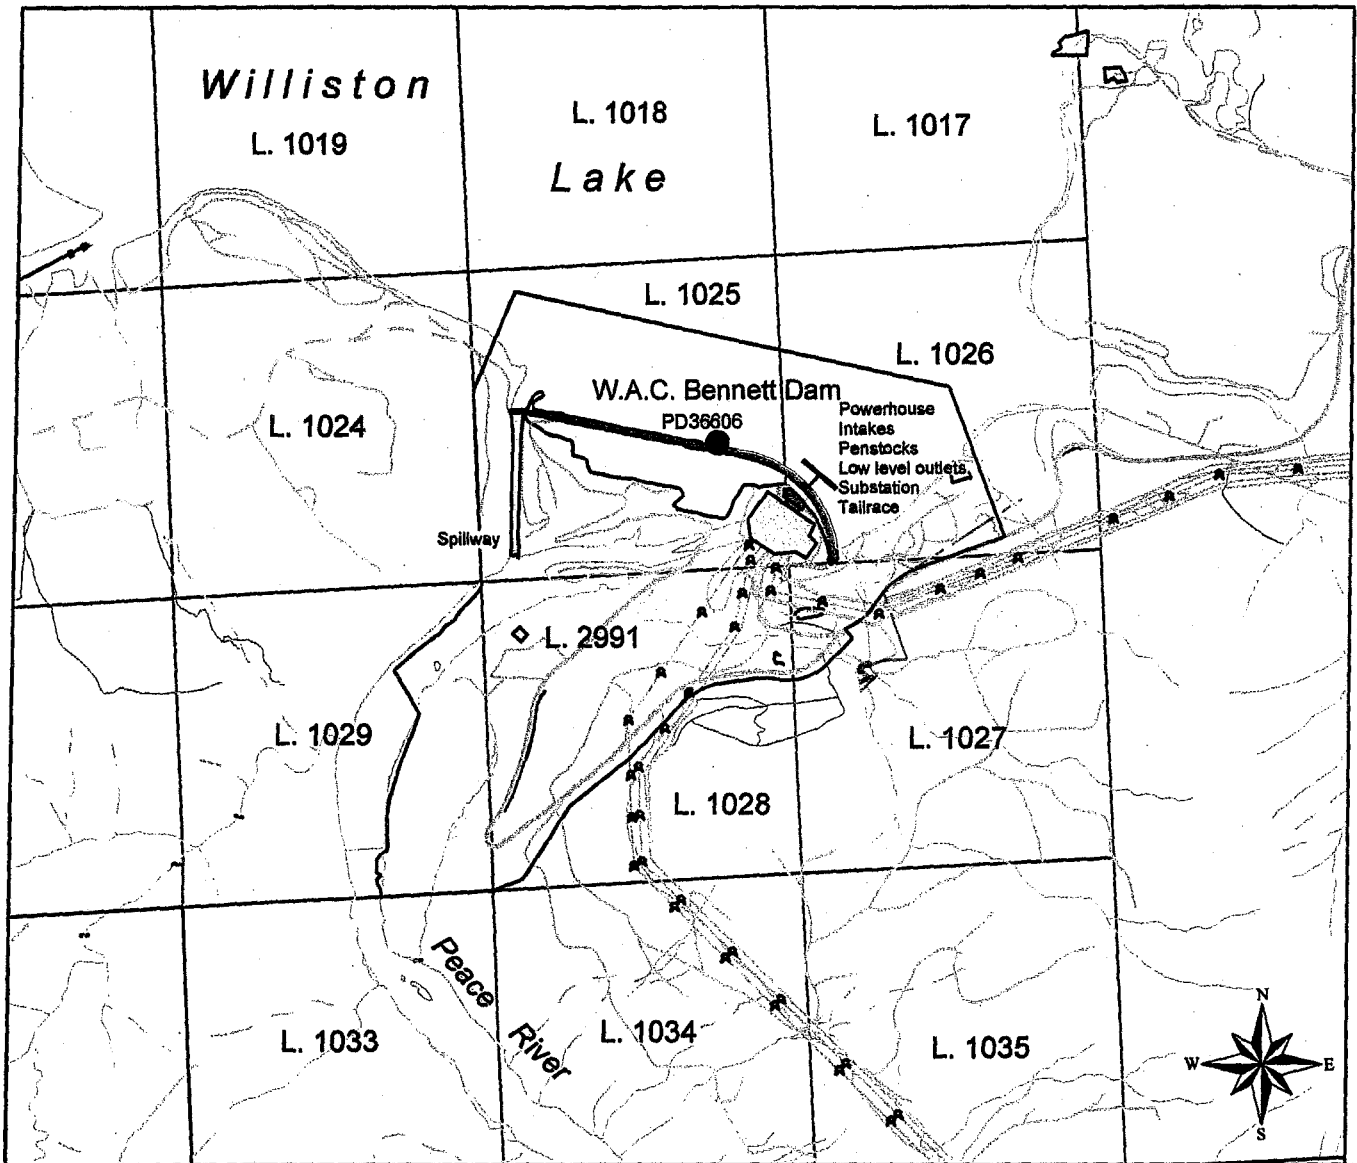 Williston
L. 1019
L. 1018
L. 1017
Lake
L. 1025
L. 1026
W.A.C. Bennett Dam
PD36606
Powerhouse
Intakes
Penstocks
Low level outlets
Substation
Tailrace
L. 1024
Spillway
L. 2991
L. 1029
L. 1027
L. 1028
Peace
River
L. 1033
L. 1034
L. 1035
N
W
E
S